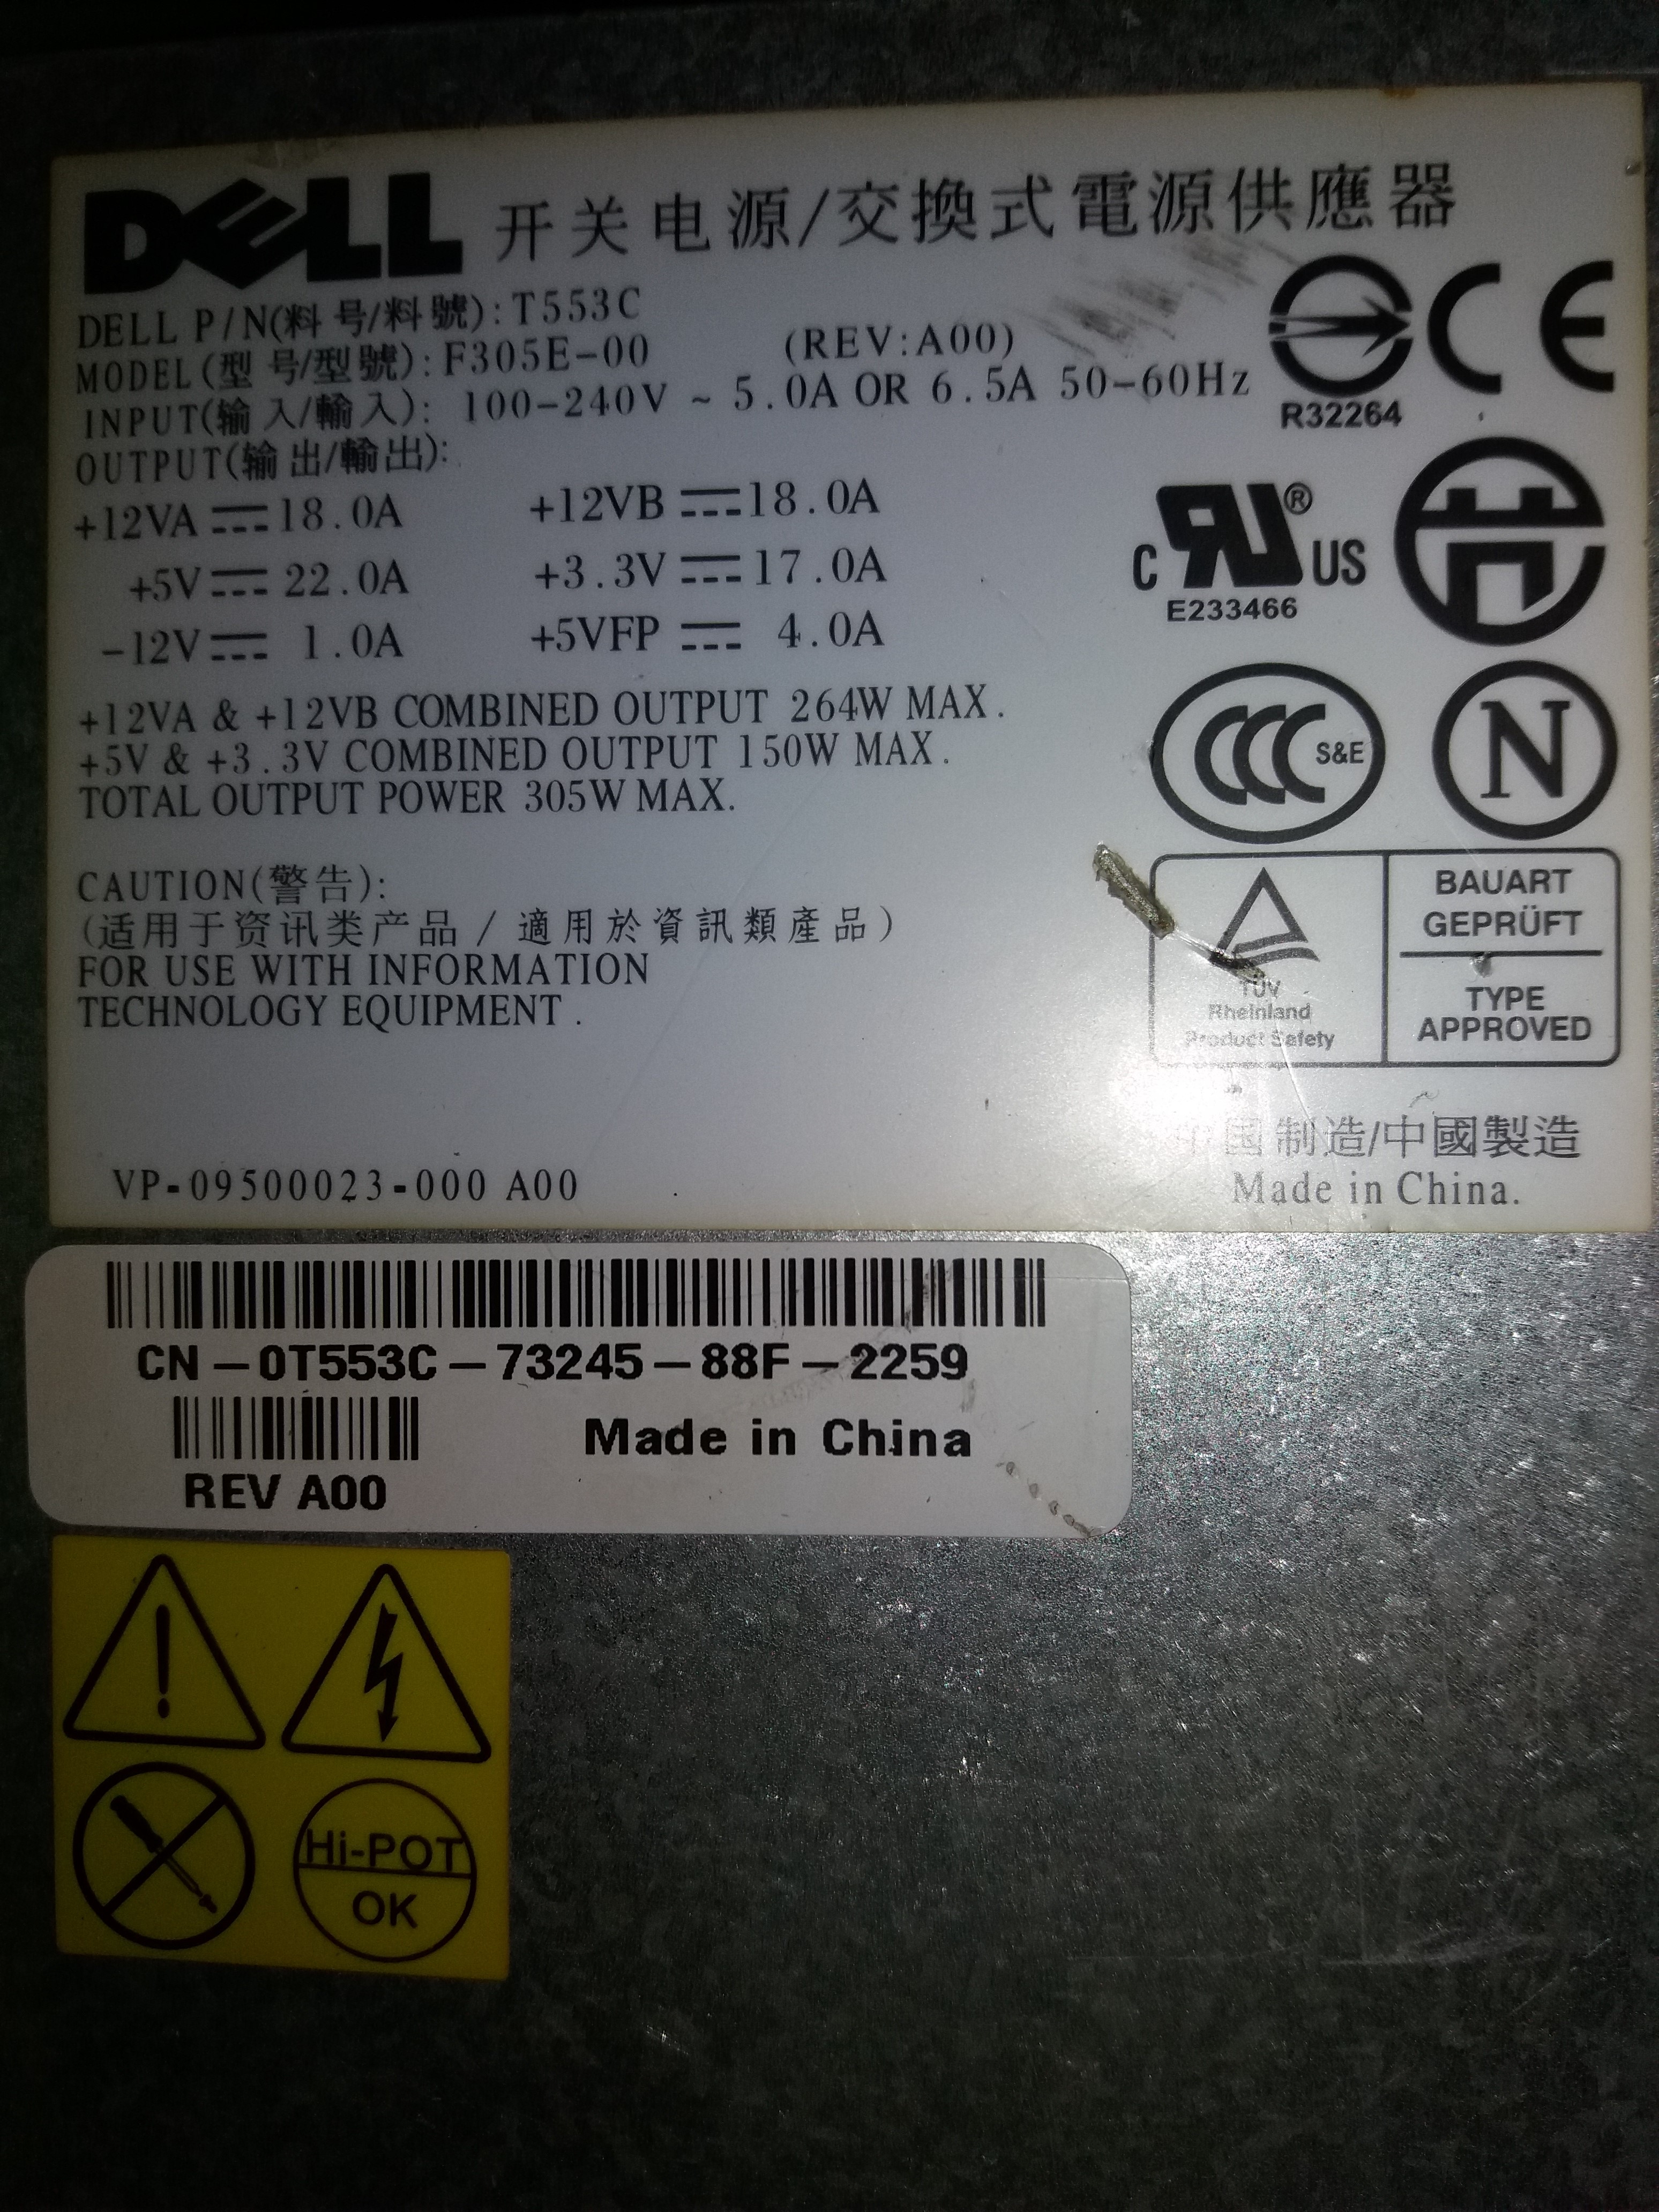 DELL 开关电源/交換式電源供應器
DELL P/N(料号/料號): T553C
MODEL(型号/型號): F305E-00 (REV:A00)
INPUT(输入/輸入): 100-240V ~ 5.0A OR 6.5A 50-60Hz
OUTPUT(输出/輸出):
+12VA ⎓ 18.0A +12VB ⎓ 18.0A
+5V ⎓ 22.0A +3.3V ⎓ 17.0A
-12V ⎓ 1.0A +5VFP ⎓ 4.0A
+12VA & +12VB COMBINED OUTPUT 264W MAX.
+5V & +3.3V COMBINED OUTPUT 150W MAX.
TOTAL OUTPUT POWER 305W MAX.
CAUTION(警告):
(适用于资讯类产品 / 適用於資訊類產品)
FOR USE WITH INFORMATION
TECHNOLOGY EQUIPMENT.
VP-09500023-000 A00
CE
R32264
C RU® US
E233466
CCC S&E
N
TÜV
Rheinland
Product Safety
BAUART
GEPRÜFT
TYPE
APPROVED
中国制造/中國製造
Made in China.
CN-0T553C-73245-88F-2259
Made in China
REV A00
Hi-POT
OK